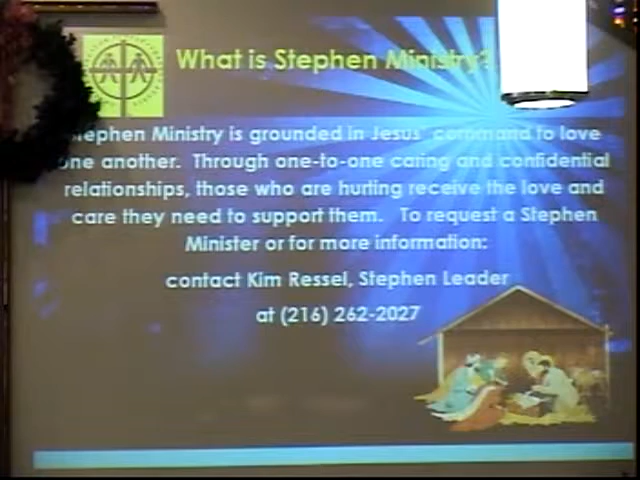 What is Stephen Ministry?
Stephen Ministry is grounded in Jesus' command to love
one another. Through one-to-one caring and confidential
relationships, those who are hurting receive the love and
care they need to support them. To request a Stephen
Minister or for more information:
contact Kim Ressel, Stephen Leader
at (216) 262-2027